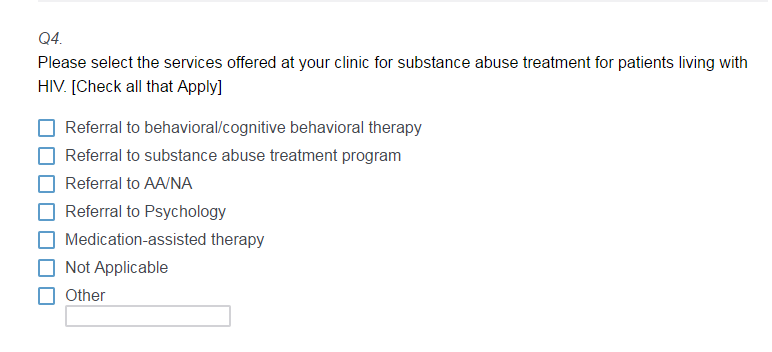 Q4.
Please select the services offered at your clinic for substance abuse treatment for patients living with
HIV. [Check all that Apply]
Referral to behavioral/cognitive behavioral therapy
Referral to substance abuse treatment program
Referral to AA/NA
Referral to Psychology
Medication-assisted therapy
Not Applicable
Other